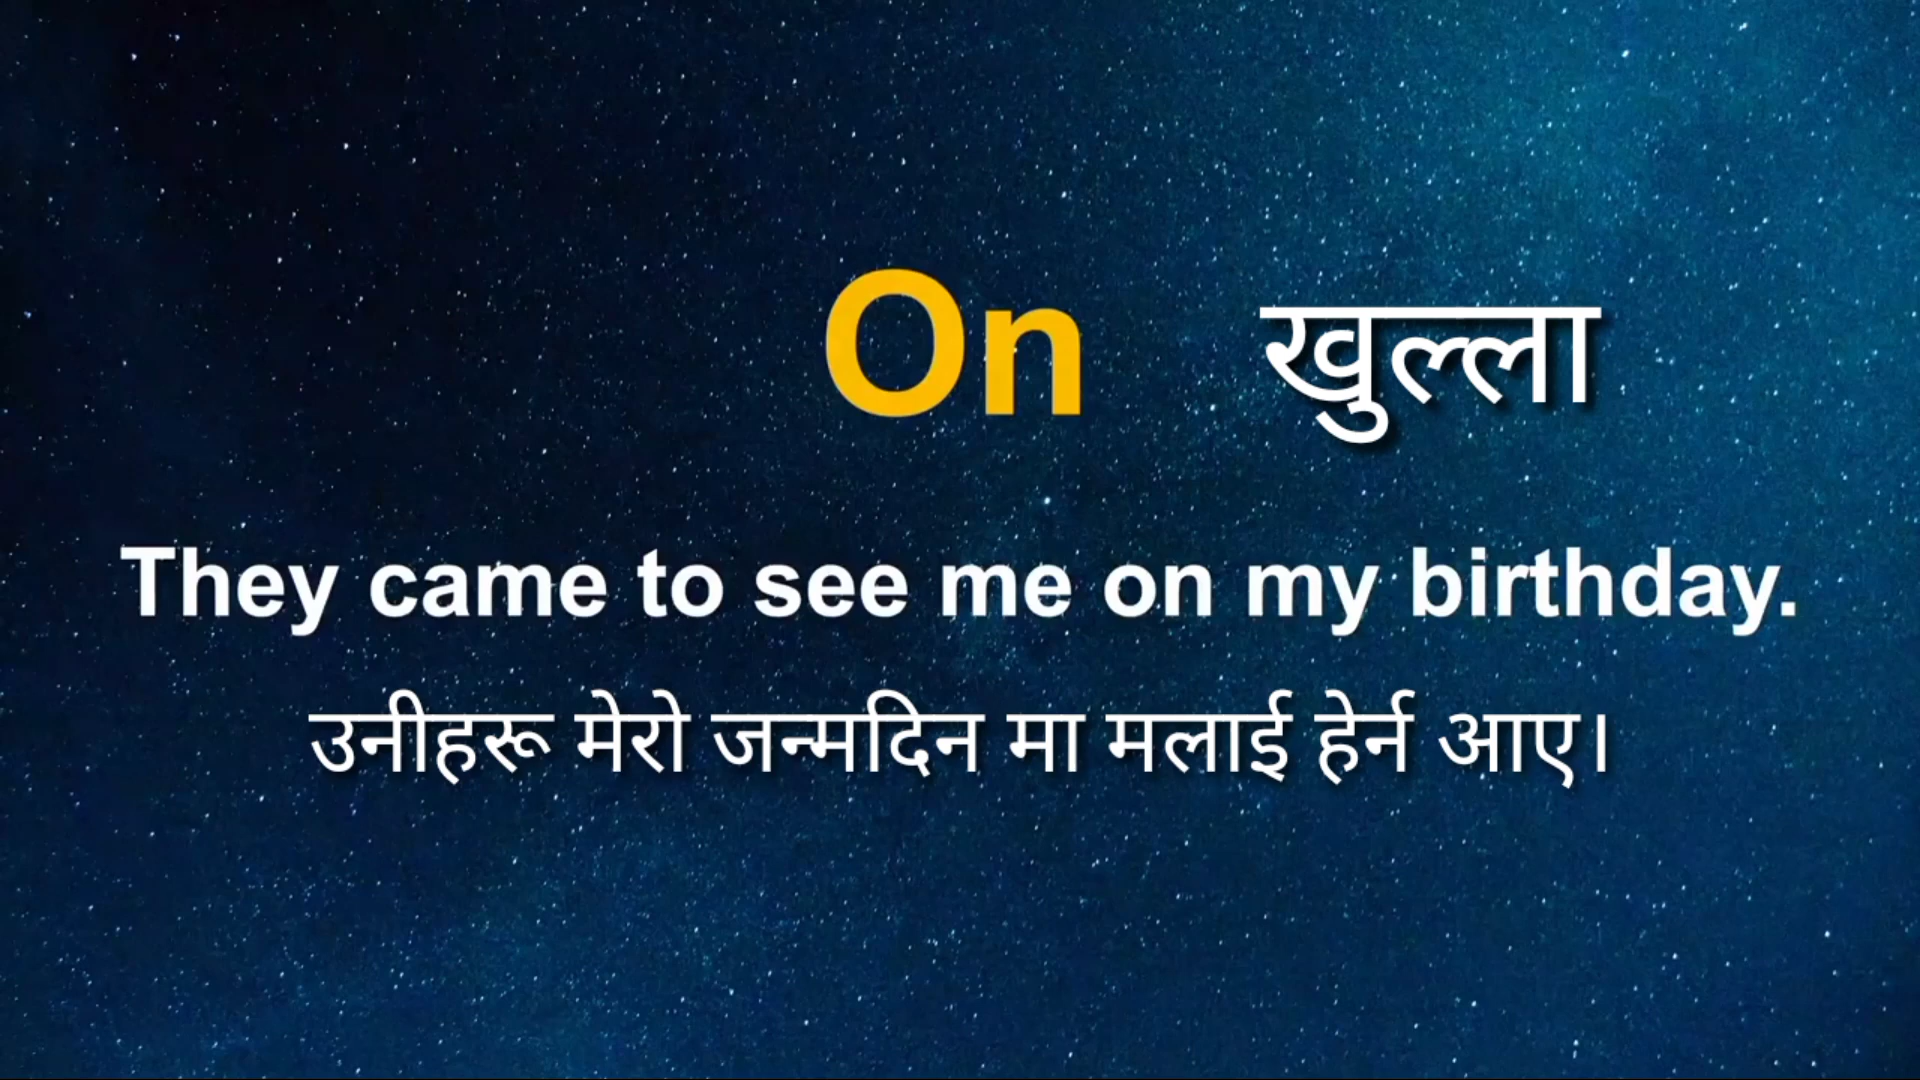 On खुल्ला
They came to see me on my birthday.
उनीहरू मेरो जन्मदिन मा मलाई हेर्न आए।